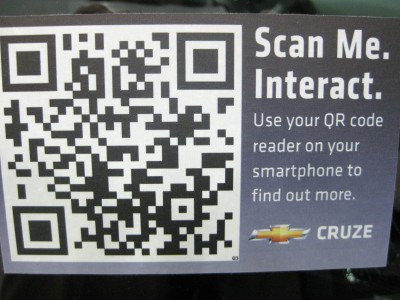 Scan Me.
Interact.
Use your QR code
reader on your
smartphone to
find out more.
CRUZE